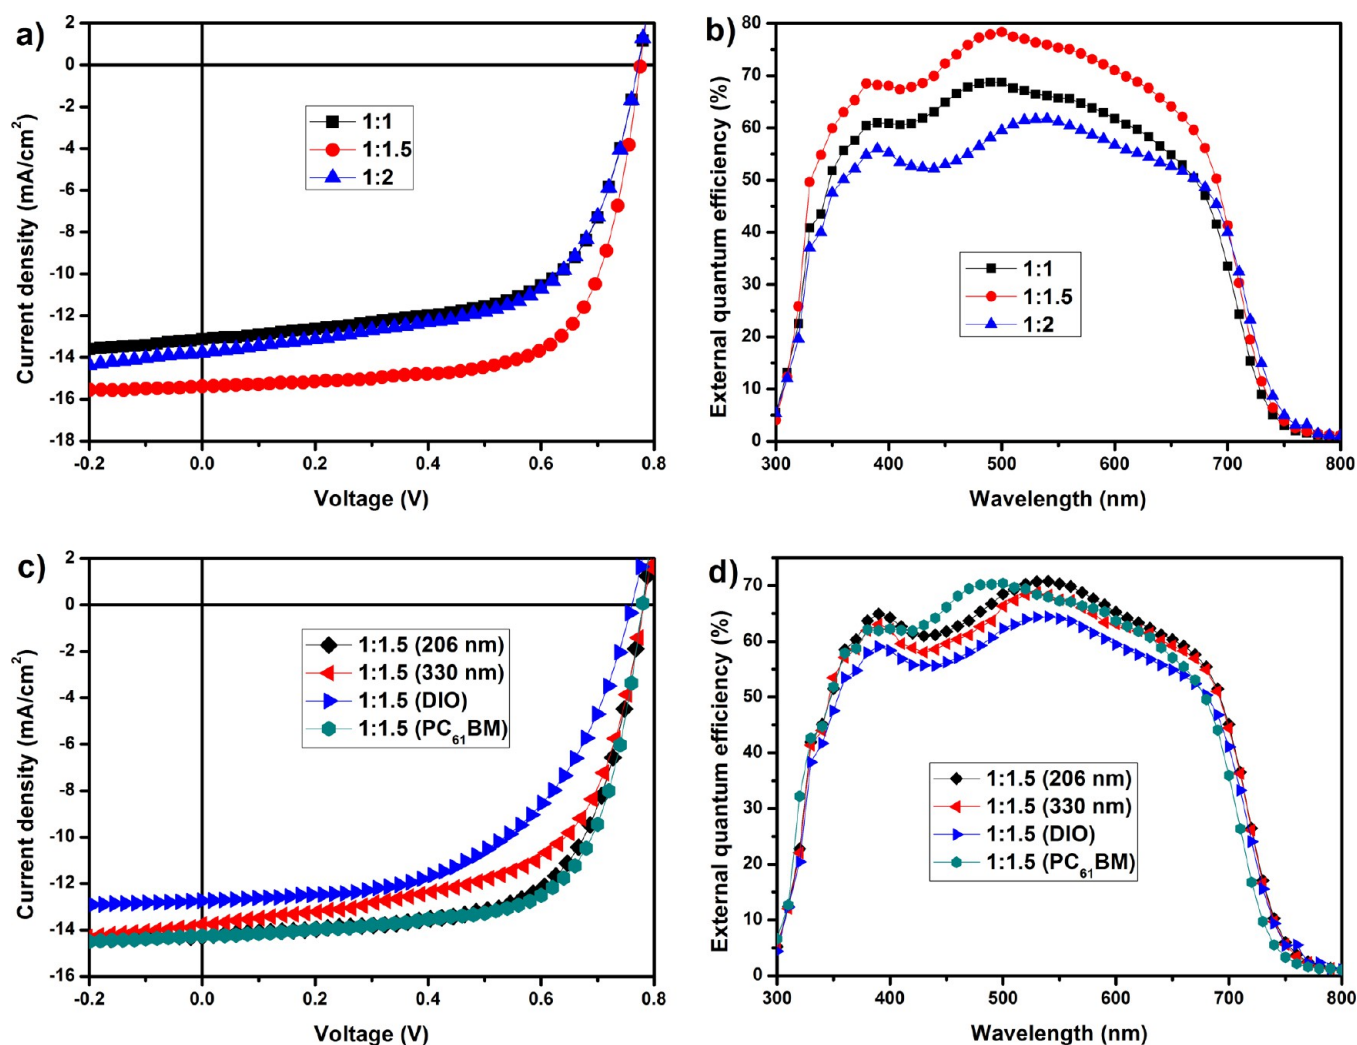 a)
Current density (mA/cm²)
2
0
-2
-4
-6
-8
-10
-12
-14
-16
-18
1:1
1:1.5
1:2
-0.2 0.0 0.2 0.4 0.6 0.8
Voltage (V)
b)
External quantum efficiency (%)
80
70
60
50
40
30
20
10
0
1:1
1:1.5
1:2
300 400 500 600 700 800
Wavelength (nm)
c)
Current density (mA/cm²)
2
0
-2
-4
-6
-8
-10
-12
-14
-16
1:1.5 (206 nm)
1:1.5 (330 nm)
1:1.5 (DIO)
1:1.5 (PC₆₁BM)
-0.2 0.0 0.2 0.4 0.6 0.8
Voltage (V)
d)
External quantum efficiency (%)
70
60
50
40
30
20
10
0
1:1.5 (206 nm)
1:1.5 (330 nm)
1:1.5 (DIO)
1:1.5 (PC₆₁BM)
300 400 500 600 700 800
Wavelength (nm)